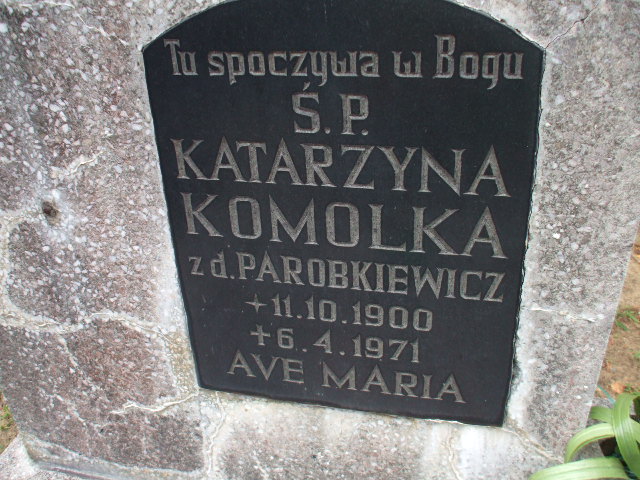 Tu spoczywa w Bogu
Ś.P.
KATARZYNA
KOMOLKA
z d. PAROBKIEWICZ
+ 11.10.1900
+ 6.4.1971
AVE MARIA